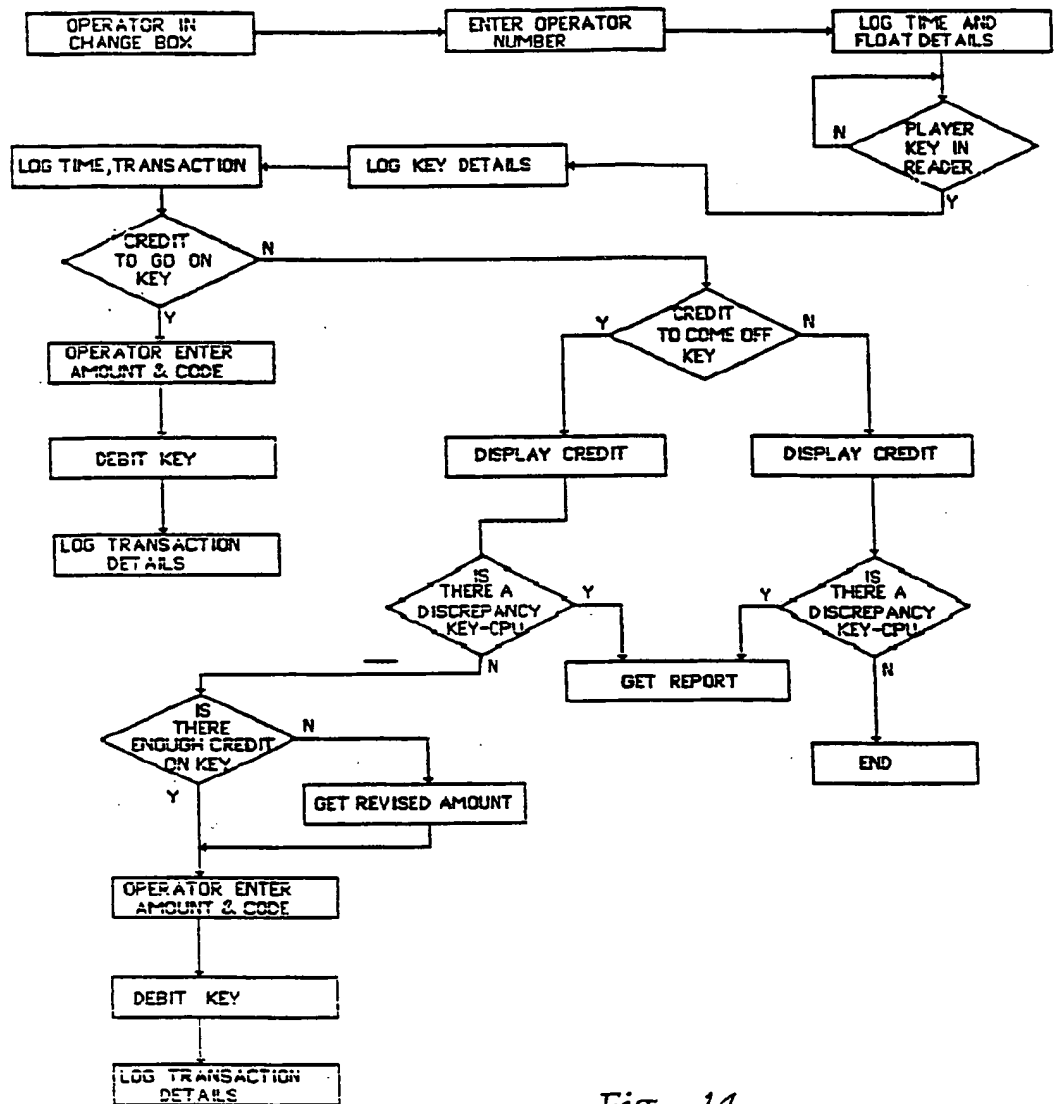 OPERATOR IN
CHANGE BOX
ENTER OPERATOR
NUMBER
LOG TIME AND
FLOAT DETAILS
N
PLAYER
KEY IN
READER
Y
LOG TIME, TRANSACTION
LOG KEY DETAILS
CREDIT
TO GO ON
KEY
N
Y
Y
CREDIT
TO COME OFF
KEY
N
OPERATOR ENTER
AMOUNT & CODE
DEBIT KEY
LOG TRANSACTION
DETAILS
DISPLAY CREDIT
DISPLAY CREDIT
IS
THERE A
DISCREPANCY
KEY-CPU
Y
N
Y
IS
THERE A
DISCREPANCY
KEY-CPU
N
GET REPORT
END
IS
THERE
ENOUGH CREDIT
ON KEY
N
Y
GET REVISED AMOUNT
OPERATOR ENTER
AMOUNT & CODE
DEBIT KEY
LOG TRANSACTION
DETAILS
Fig. 14